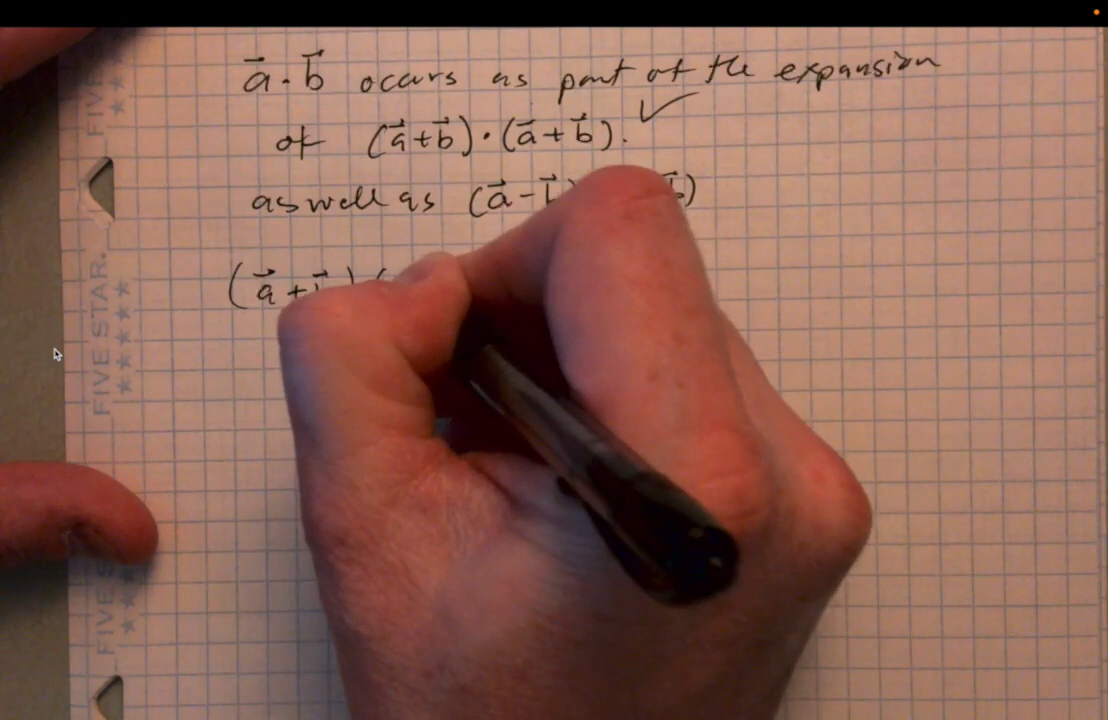 a⃗ · b⃗ occurs as part of the expansion
of (a⃗+b⃗)·(a⃗+b⃗). ✓
as well as (a⃗-
(a⃗+
FIVE STAR.